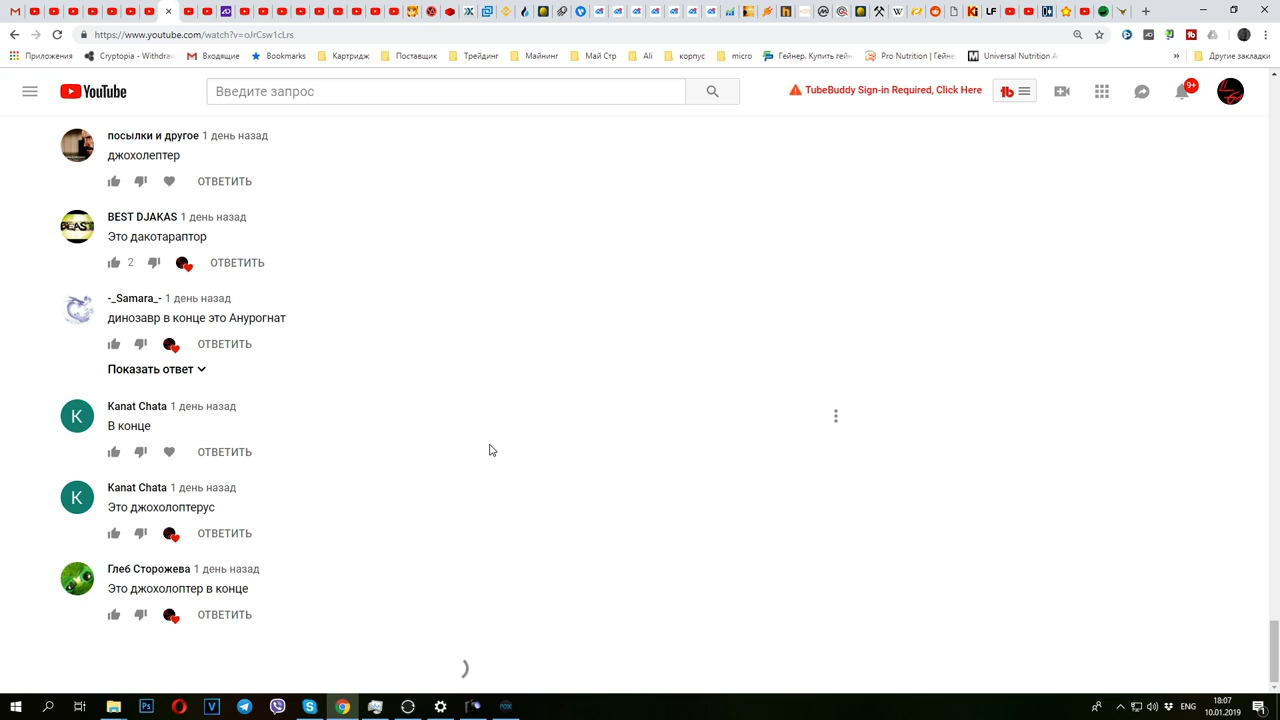 https://www.youtube.com/watch?v=oJrCsw1cLrs
Приложения
Cryptopia - Withdraw
Входящие
Bookmarks
Картридж
Поставщик
Трейдинг
Майнинг
Май Стр
Ali
корпус
micro
Гейнер. Купить гейн
Pro Nutrition | Гейне
Universal Nutrition A
»
Другие закладки
YouTube
Введите запрос
TubeBuddy Sign-in Required, Click Here
tb
9+
посылки и другое 1 день назад
джохолептер
ОТВЕТИТЬ
BEST DJAKAS 1 день назад
Это дакотараптор
2 ОТВЕТИТЬ
-_Samara_- 1 день назад
динозавр в конце это Анурогнат
ОТВЕТИТЬ
Показать ответ
K
Kanat Chata 1 день назад
В конце
ОТВЕТИТЬ
K
Kanat Chata 1 день назад
Это джохолоптерус
ОТВЕТИТЬ
Глеб Сторожева 1 день назад
Это джохолоптер в конце
ОТВЕТИТЬ
ENG
18:07
10.01.2019